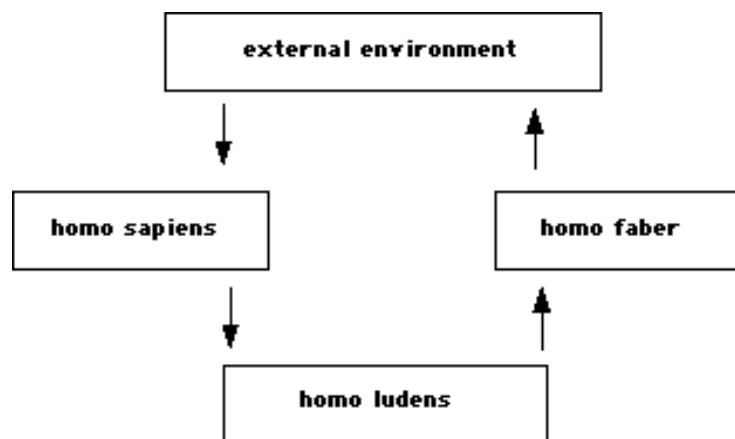 external environment
homo sapiens
homo faber
homo ludens